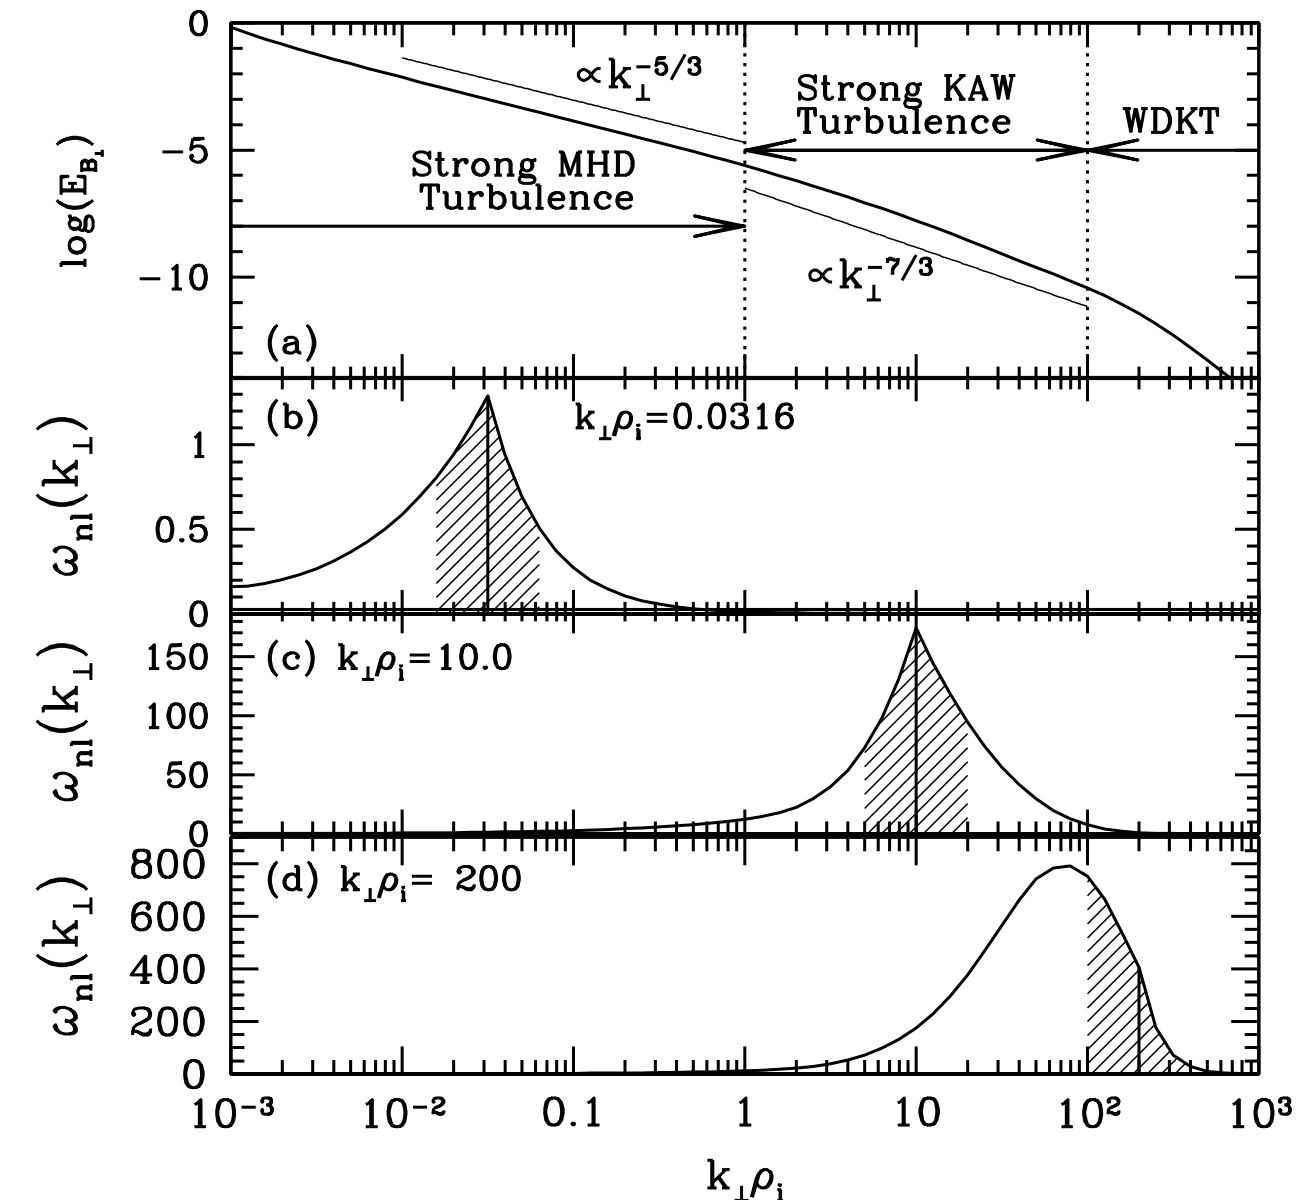 0
−5
−10
log(E_B⊥)
∝k⊥^−5/3
Strong KAW
Turbulence
WDKT
Strong MHD
Turbulence
∝k⊥^−7/3
(a)
(b)
k⊥ρi=0.0316
1
0.5
0
ωnl(k⊥)
(c) k⊥ρi=10.0
150
100
50
0
ωnl(k⊥)
(d) k⊥ρi= 200
800
600
400
200
0
ωnl(k⊥)
10^−3 10^−2 0.1 1 10 10^2 10^3
k⊥ρi